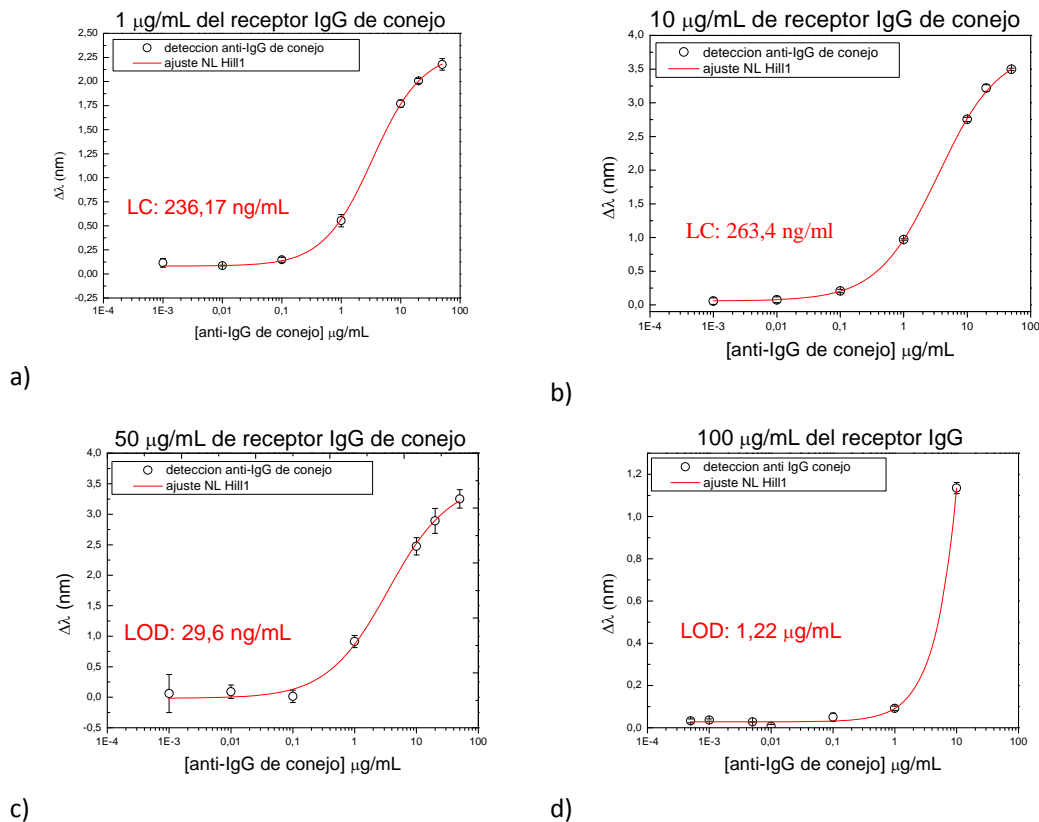 1 μg/mL del receptor IgG de conejo
deteccion anti-IgG de conejo
ajuste NL Hill1
2,50
2,25
2,00
1,75
1,50
1,25
1,00
0,75
0,50
0,25
0,00
-0,25
Δλ (nm)
LC: 236,17 ng/mL
1E-4 1E-3 0,01 0,1 1 10 100
[anti-IgG de conejo] μg/mL
a)
10 μg/mL del receptor IgG de conejo
deteccion anti-IgG de conejo
ajuste NL Hill1
4,0
3,5
3,0
2,5
2,0
1,5
1,0
0,5
0,0
Δλ (nm)
LC: 263,4 ng/ml
1E-4 1E-3 0,01 0,1 1 10 100
[anti-IgG de conejo] μg/mL
b)
50 μg/mL de receptor IgG de conejo
deteccion anti-IgG de conejo
ajuste NL Hill1
4,0
3,5
3,0
2,5
2,0
1,5
1,0
0,5
0,0
-0,5
Δλ (nm)
LOD: 29,6 ng/mL
1E-4 1E-3 0,01 0,1 1 10 100
[anti-IgG de conejo] μg/mL
c)
100 μg/mL del receptor IgG
deteccion anti IgG conejo
ajuste NL Hill1
1,2
1,0
0,8
0,6
0,4
0,2
0,0
Δλ (nm)
LOD: 1,22 μg/mL
1E-4 1E-3 0,01 0,1 1 10 100
[anti-IgG de conejo] μg/mL
d)